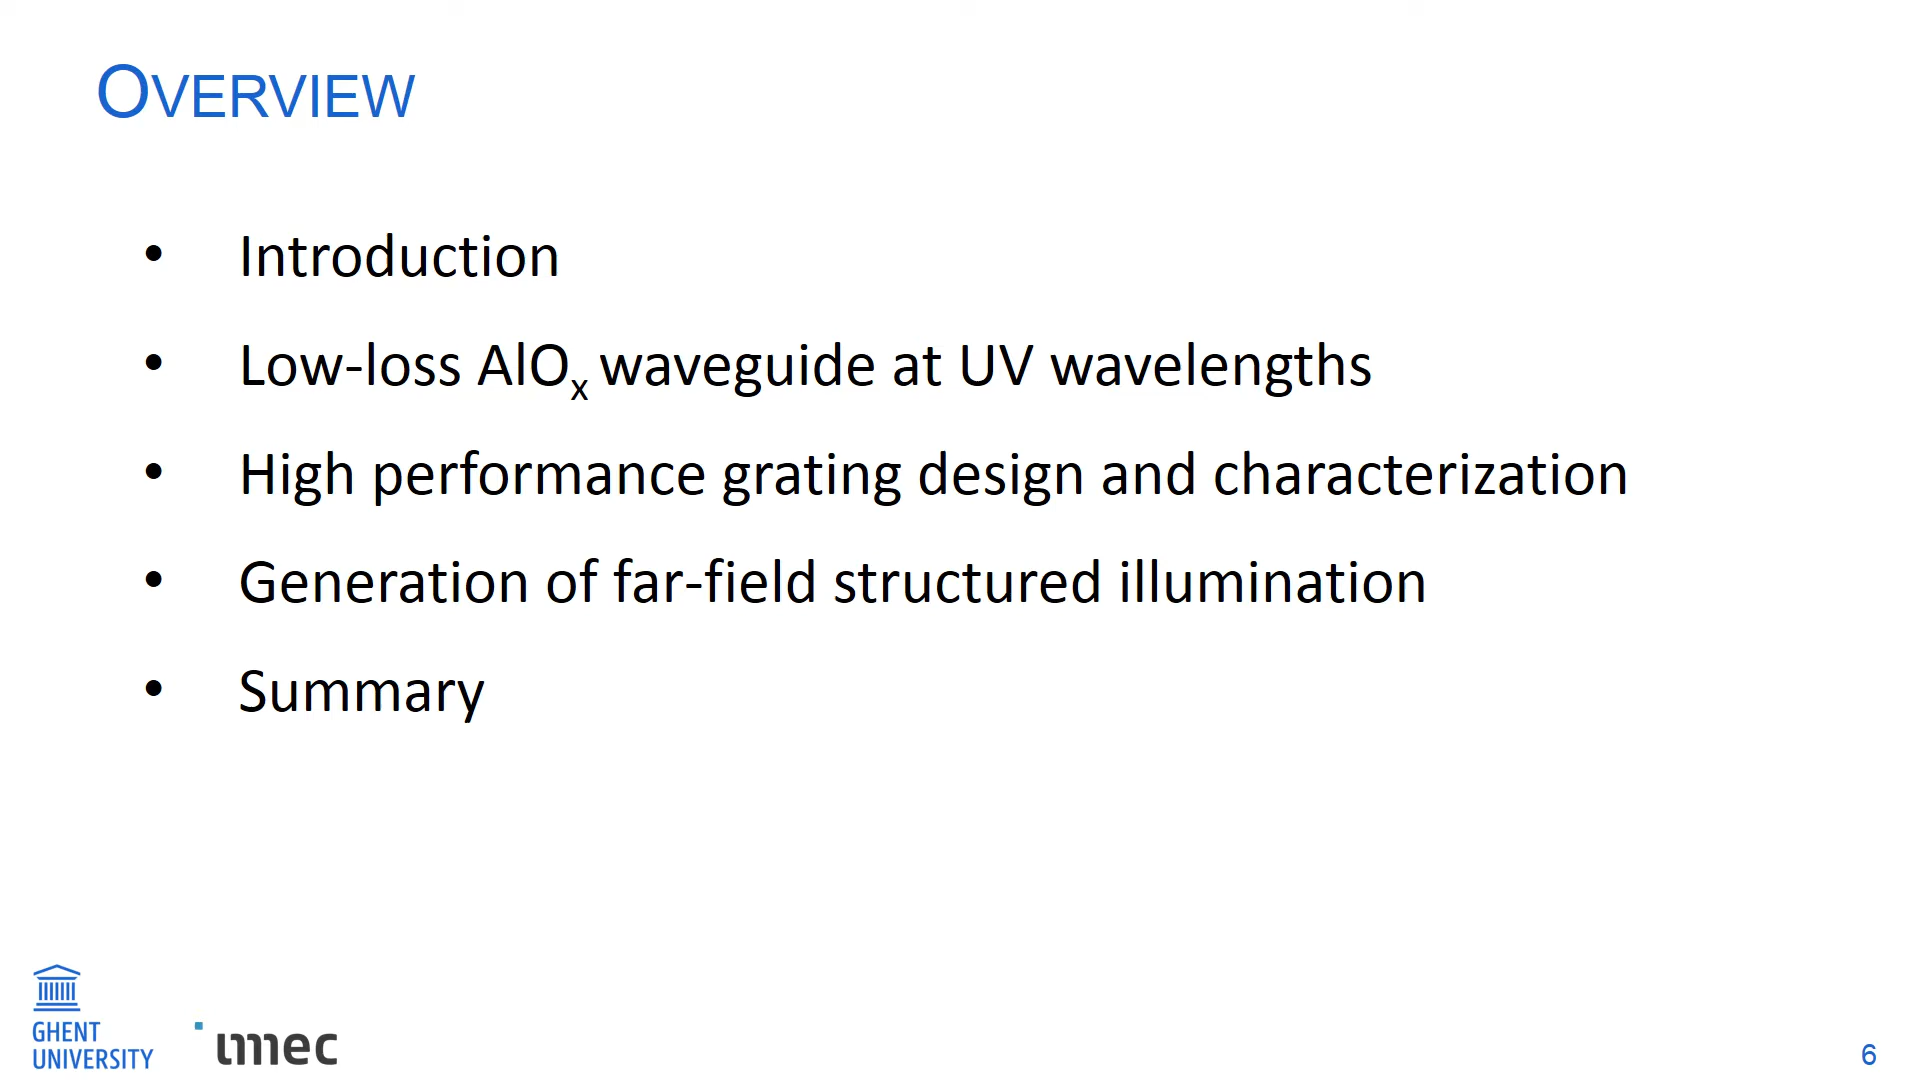 OVERVIEW
• Introduction
• Low-loss AlOₓ waveguide at UV wavelengths
• High performance grating design and characterization
• Generation of far-field structured illumination
• Summary
GHENT
UNIVERSITY
imec
6